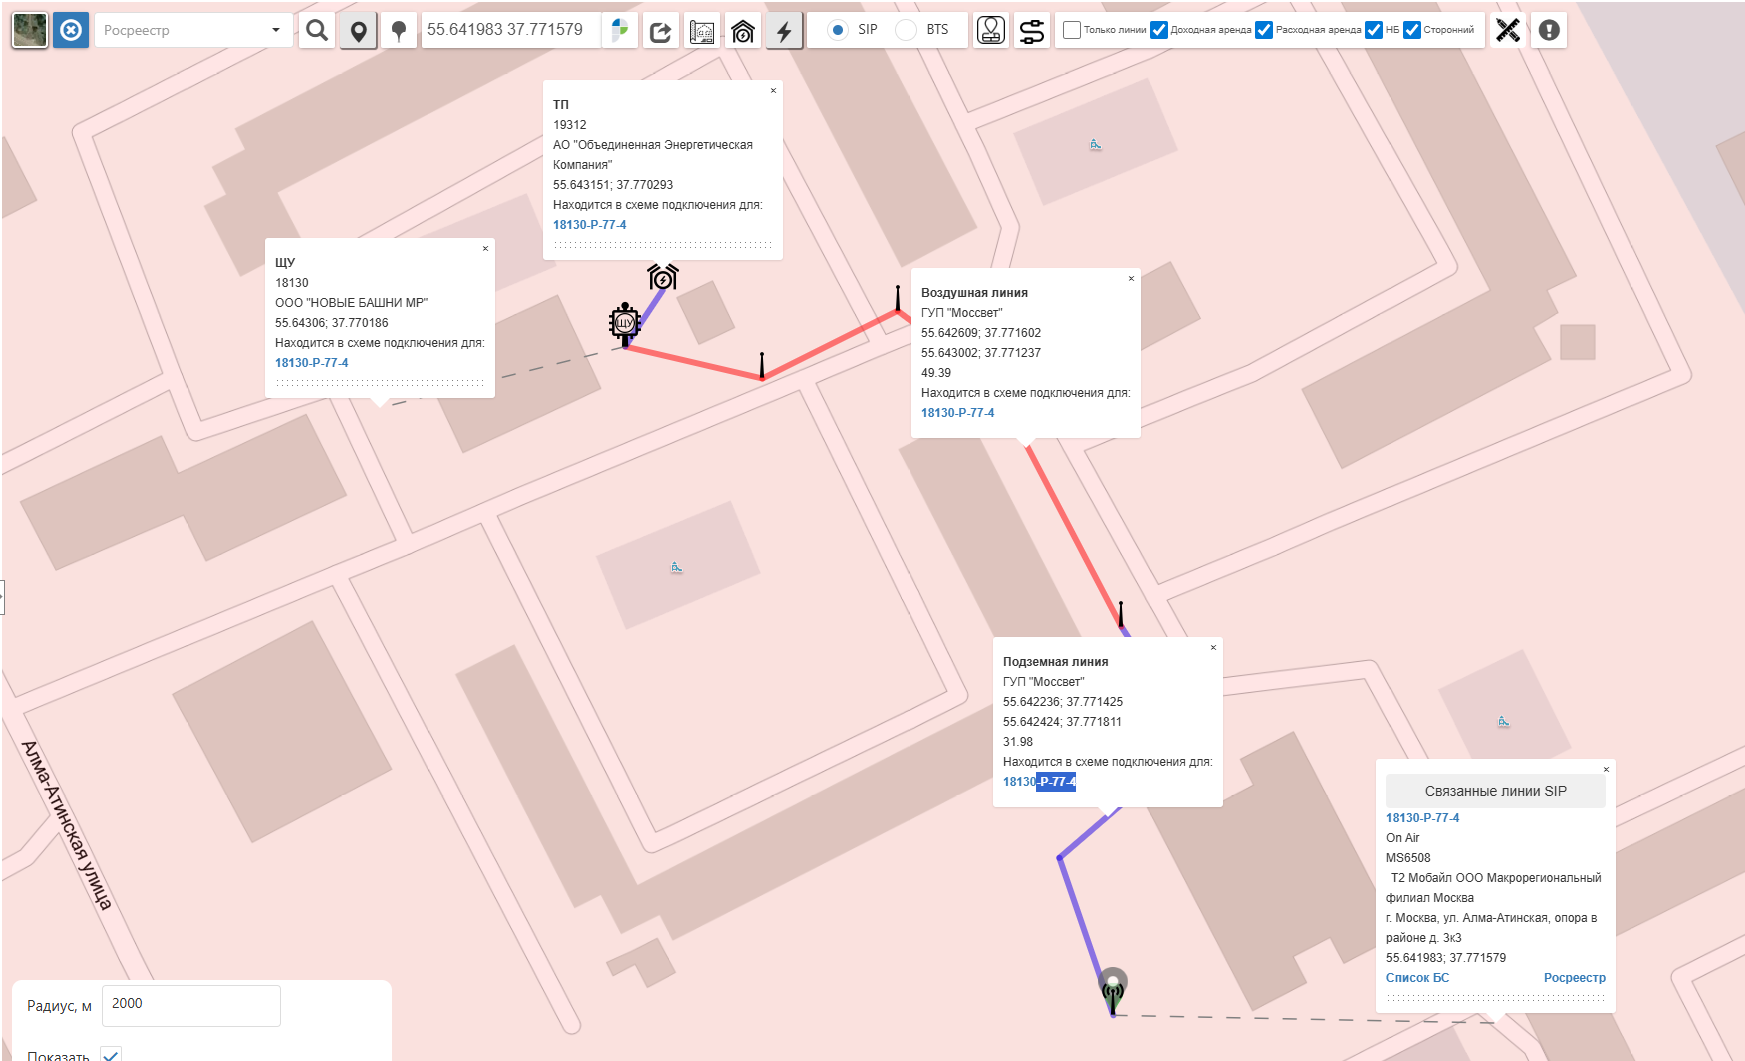 Росреестр
55.641983 37.771579
SIP
BTS
Только линии
Доходная аренда
Расходная аренда
НБ
Сторонний
ТП
19312
АО "Объединенная Энергетическая
Компания"
55.643151; 37.770293
Находится в схеме подключения для:
18130-Р-77-4
ЩУ
18130
ООО "НОВЫЕ БАШНИ МР"
55.64306; 37.770186
Находится в схеме подключения для:
18130-Р-77-4
ЩУ
Воздушная линия
ГУП "Моссвет"
55.642609; 37.771602
55.643002; 37.771237
49.39
Находится в схеме подключения для:
18130-Р-77-4
Подземная линия
ГУП "Моссвет"
55.642236; 37.771425
55.642424; 37.771811
31.98
Находится в схеме подключения для:
18130-Р-77-4
Связанные линии SIP
18130-Р-77-4
On Air
MS6508
Т2 Мобайл ООО Макрорегиональный
филиал Москва
г. Москва, ул. Алма-Атинская, опора в
районе д. 3к3
55.641983; 37.771579
Список БС
Росреестр
Алма-Атинская улица
Радиус, м
2000
Показать